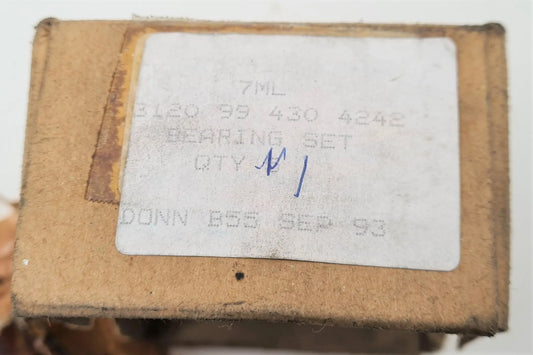 7ML
3120 99 430 4242
BEARING SET
QTY 1
DONN B55 SEP 93